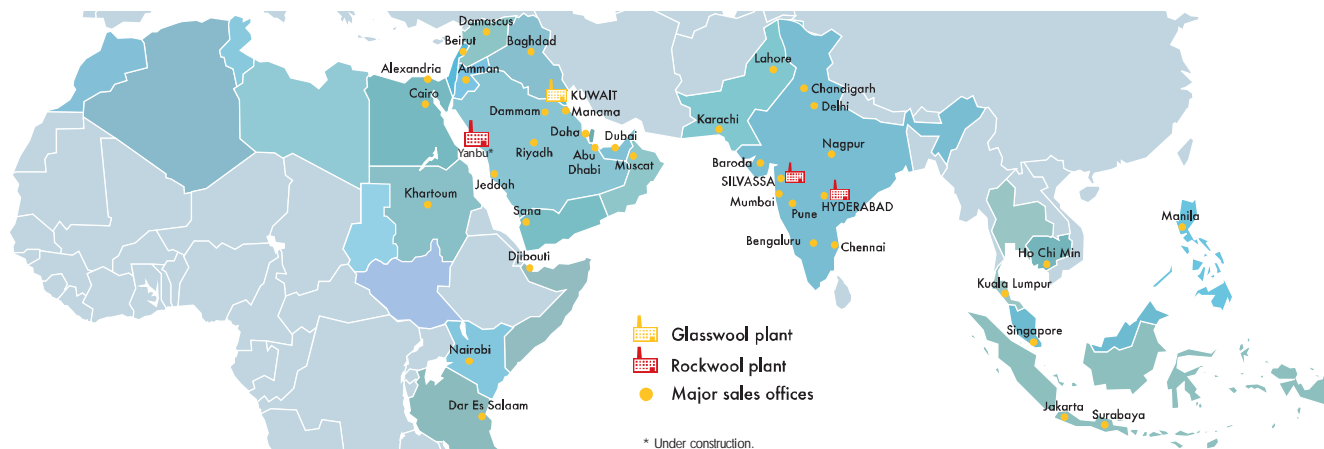 Damascus
Beirut
Baghdad
Alexandria
Amman
Cairo
KUWAIT
Dammam
Manama
Doha
Dubai
Yanbu*
Riyadh
Abu
Dhabi
Muscat
Jeddah
Khartoum
Sana
Djibouti
Nairobi
Dar Es Salaam
Lahore
Chandigarh
Delhi
Karachi
Nagpur
Baroda
SILVASSA
Mumbai
Pune
HYDERABAD
Bengaluru
Chennai
Manila
Ho Chi Min
Kuala Lumpur
Singapore
Jakarta
Surabaya
Glasswool plant
Rockwool plant
Major sales offices
* Under construction.